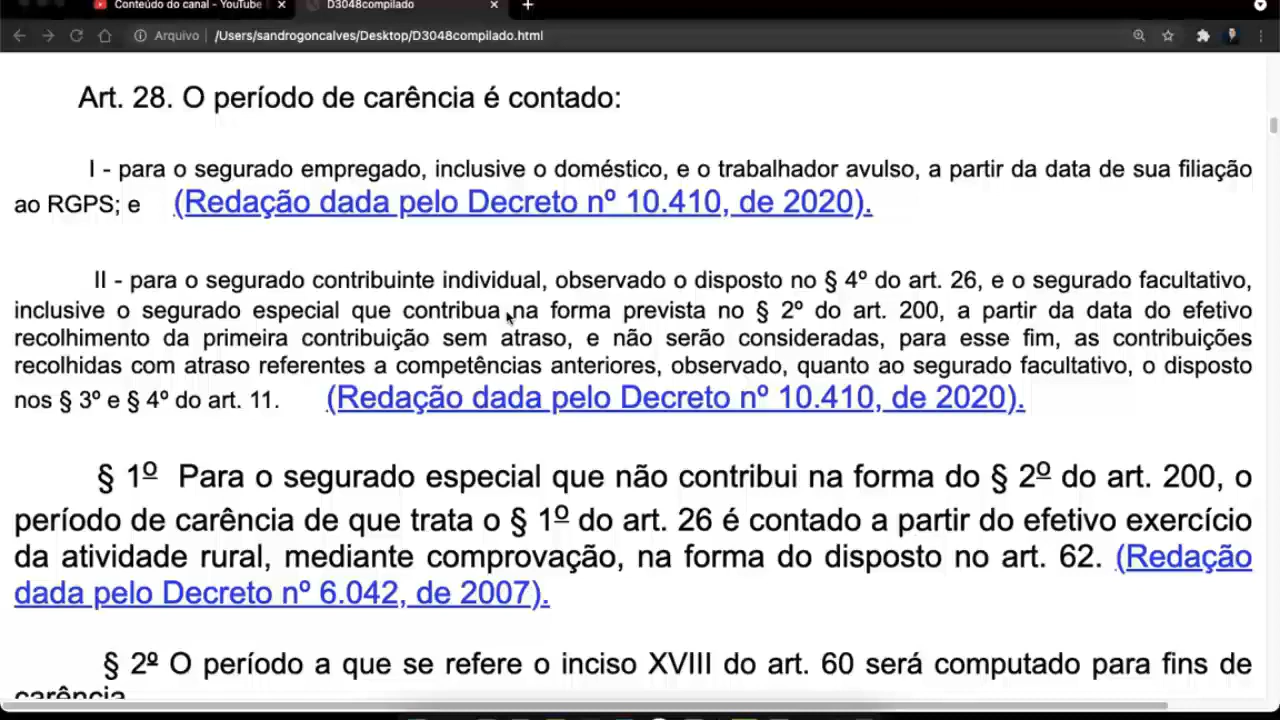 Conteúdo do canal - YouTube
D3048compilado
Arquivo
/Users/sandrogoncalves/Desktop/D3048compilado.html
Art. 28. O período de carência é contado:
I - para o segurado empregado, inclusive o doméstico, e o trabalhador avulso, a partir da data de sua filiação
ao RGPS; e (Redação dada pelo Decreto nº 10.410, de 2020).
II - para o segurado contribuinte individual, observado o disposto no § 4º do art. 26, e o segurado facultativo,
inclusive o segurado especial que contribua na forma prevista no § 2º do art. 200, a partir da data do efetivo
recolhimento da primeira contribuição sem atraso, e não serão consideradas, para esse fim, as contribuições
recolhidas com atraso referentes a competências anteriores, observado, quanto ao segurado facultativo, o disposto
nos § 3º e § 4º do art. 11. (Redação dada pelo Decreto nº 10.410, de 2020).
§ 1º Para o segurado especial que não contribui na forma do § 2º do art. 200, o
período de carência de que trata o § 1º do art. 26 é contado a partir do efetivo exercício
da atividade rural, mediante comprovação, na forma do disposto no art. 62. (Redação
dada pelo Decreto nº 6.042, de 2007).
§ 2º O período a que se refere o inciso XVIII do art. 60 será computado para fins de
carência